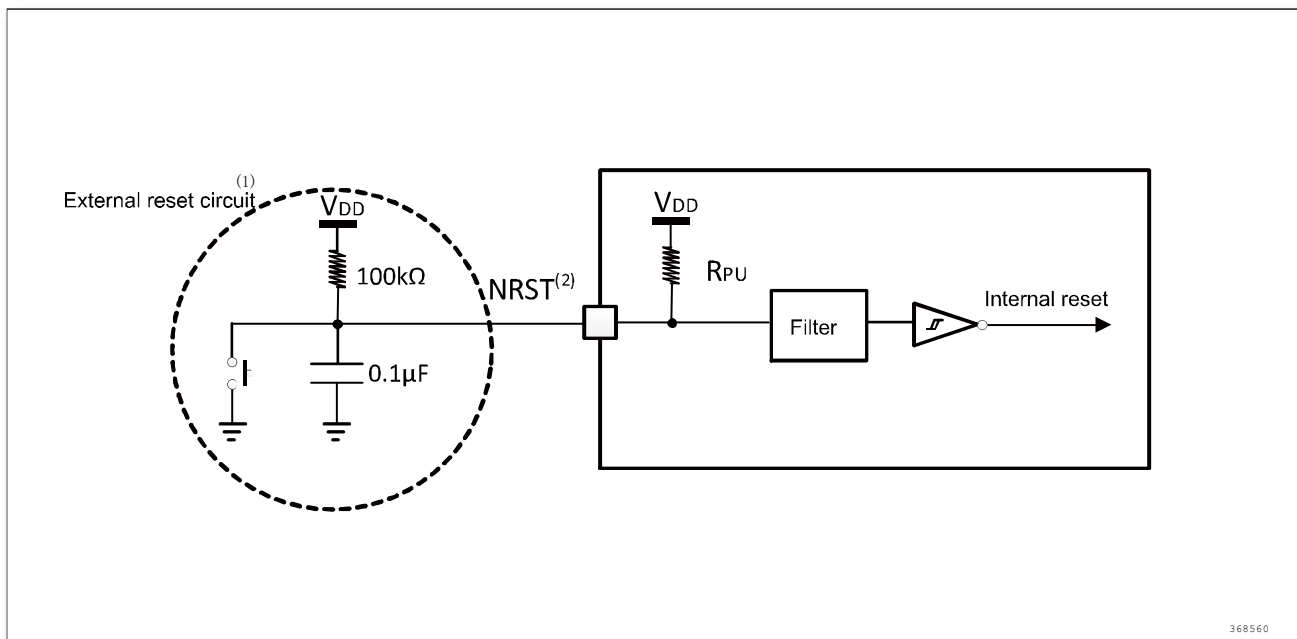 (1)
External reset circuit
VDD
100kΩ
0.1μF
NRST(2)
VDD
RPU
Filter
Internal reset
368560